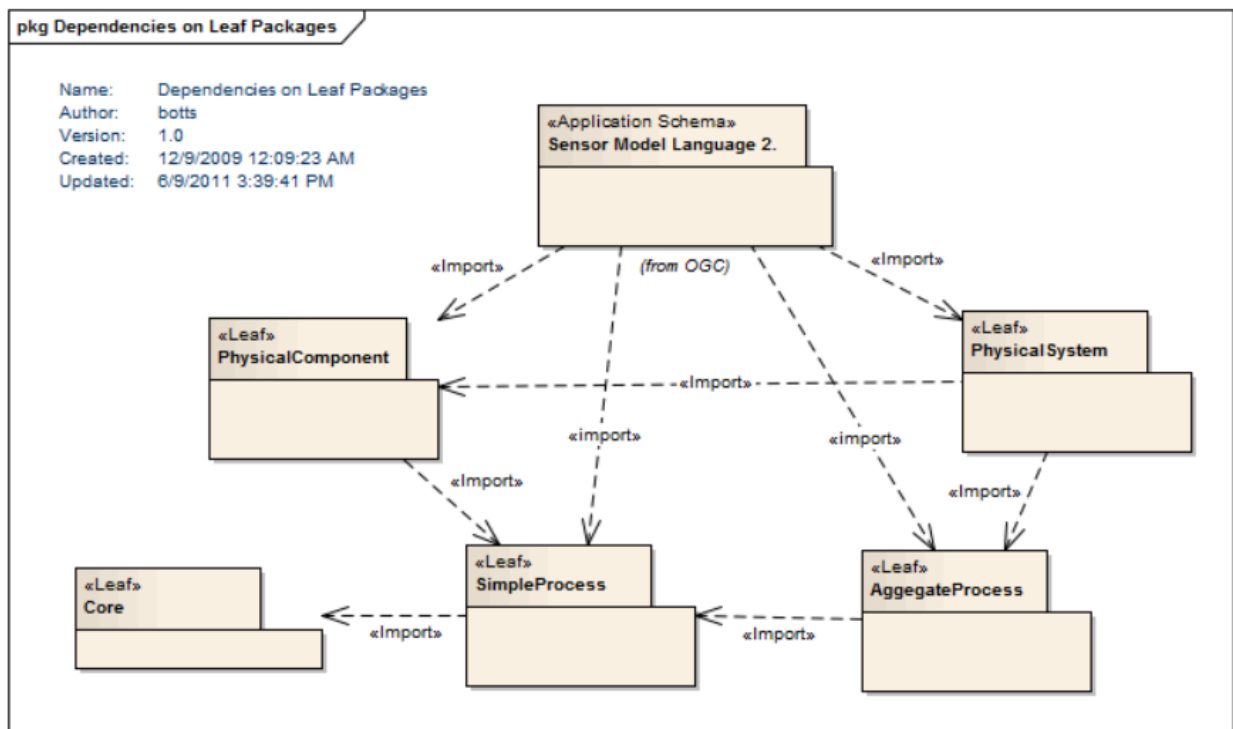 pkg Dependencies on Leaf Packages
Name: Dependencies on Leaf Packages
Author: botts
Version: 1.0
Created: 12/9/2009 12:09:23 AM
Updated: 6/9/2011 3:39:41 PM
«Application Schema»
Sensor Model Language 2.
(from OGC)
«Import»
«Import»
«Leaf»
PhysicalComponent
«Leaf»
PhysicalSystem
«Import»
«import»
«import»
«Import»
«Import»
«Leaf»
Core
«Leaf»
SimpleProcess
«Leaf»
AggegateProcess
«Import»
«Import»